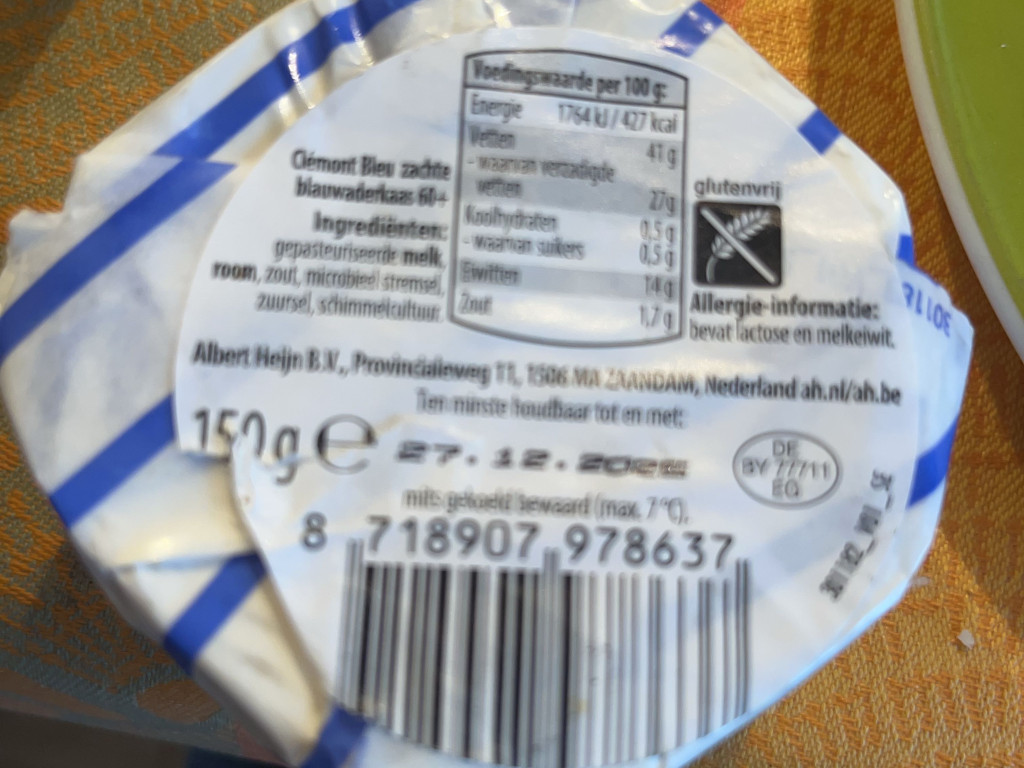 Voedingswaarde per 100 g:
Energie 1764 kJ / 427 kcal
Vetten 41 g
- waarvan verzadigde
vetten 27 g
Koolhydraten 0,5 g
- waarvan suikers 0,5 g
Eiwitten 14 g
Zout 1,7 g
Clémont Bleu zachte
blauwaderkaas 60+
Ingrediënten:
gepasteuriseerde melk,
room, zout, microbieel stremsel,
zuursel, schimmelcultuur.
glutenvrij
Allergie-informatie:
bevat lactose en melkeiwit.
Albert Heijn B.V., Provincialeweg 11, 1506 MA ZAANDAM, Nederland ah.nl/ah.be
Ten minste houdbaar tot en met:
150 g e 27.12.
mits gekoeld bewaard (max. 7 °C).
DE
BY 77711
EG
8 718907 978637